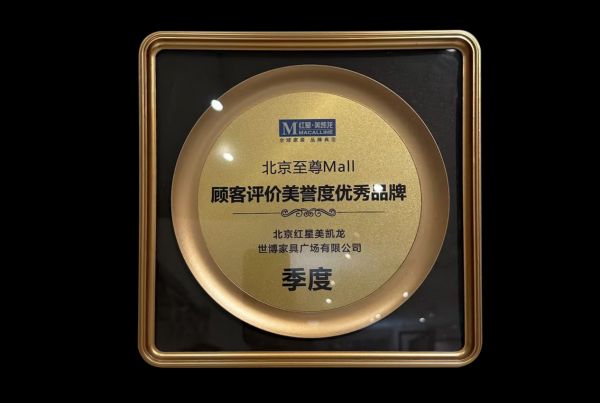 M 红星·美凯龙
MACALLINE
全球家居 品牌典范
北京至尊Mall
顾客评价美誉度优秀品牌
北京红星美凯龙
世博家具广场有限公司
季度